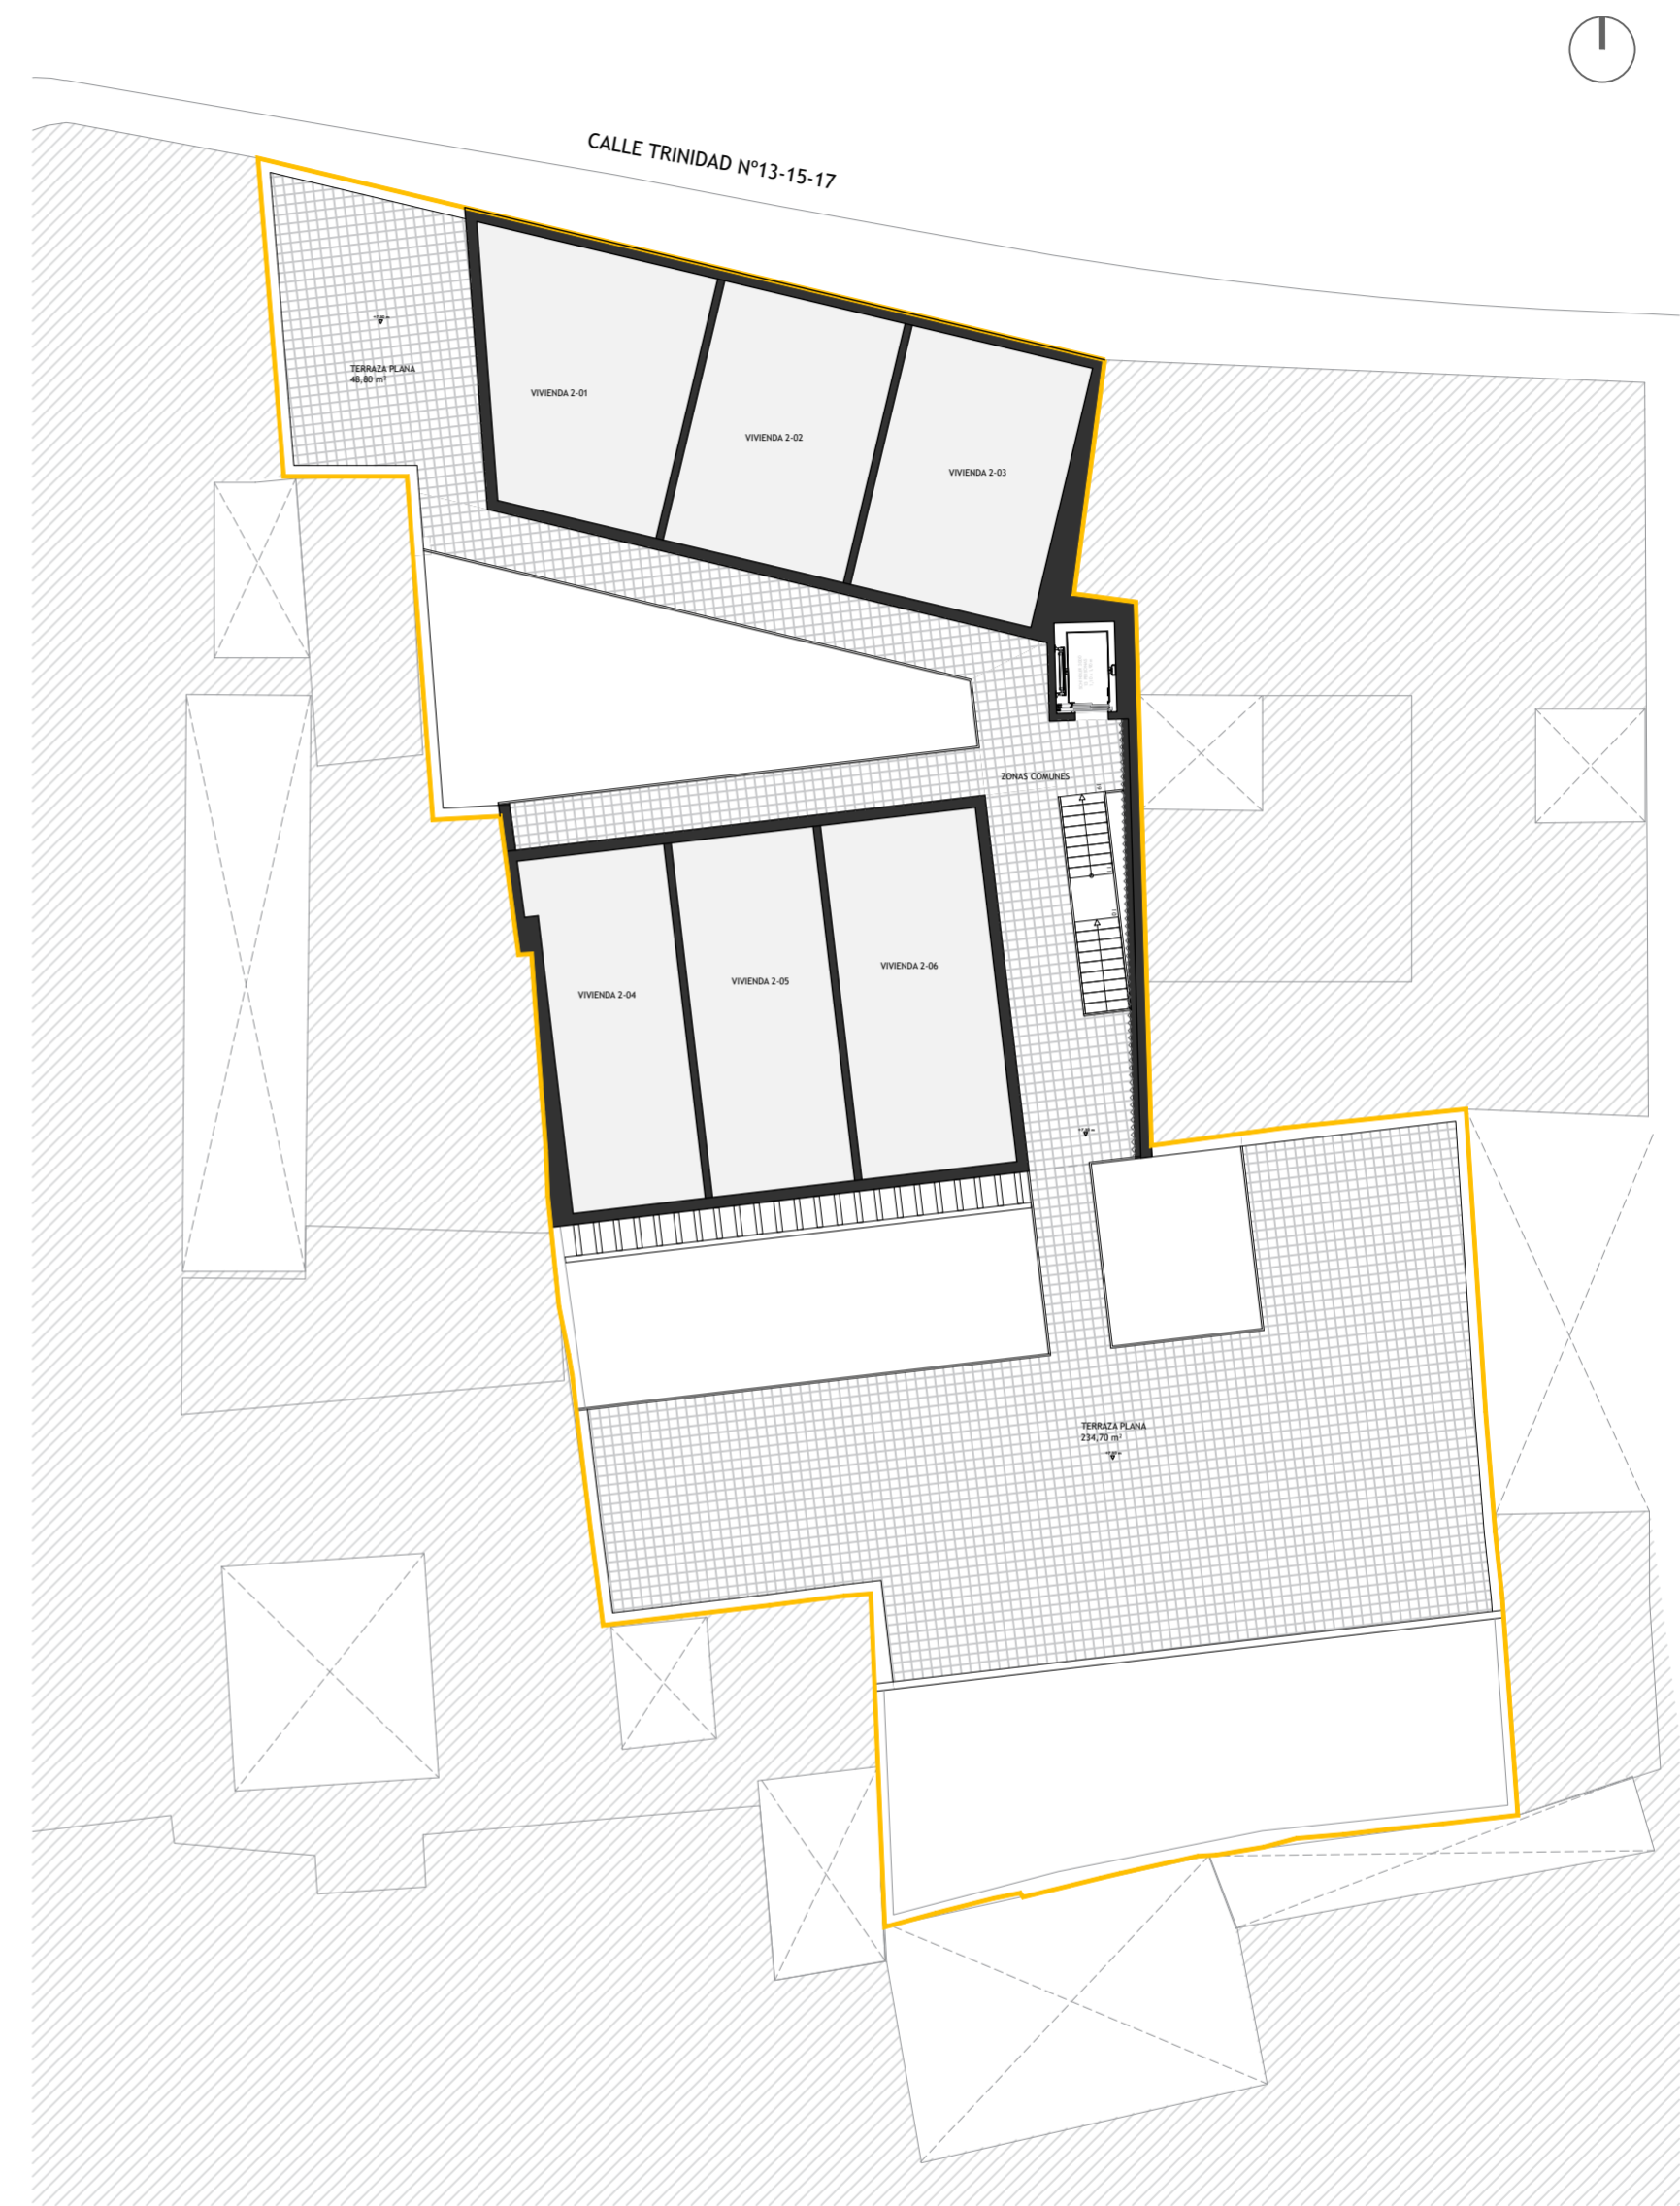 CALLE TRINIDAD Nº13-15-17
TERRAZA PLANA
48,80 m²
VIVIENDA 2-01
VIVIENDA 2-02
VIVIENDA 2-03
ZONAS COMUNES
VIVIENDA 2-04
VIVIENDA 2-05
VIVIENDA 2-06
TERRAZA PLANA
234,70 m²